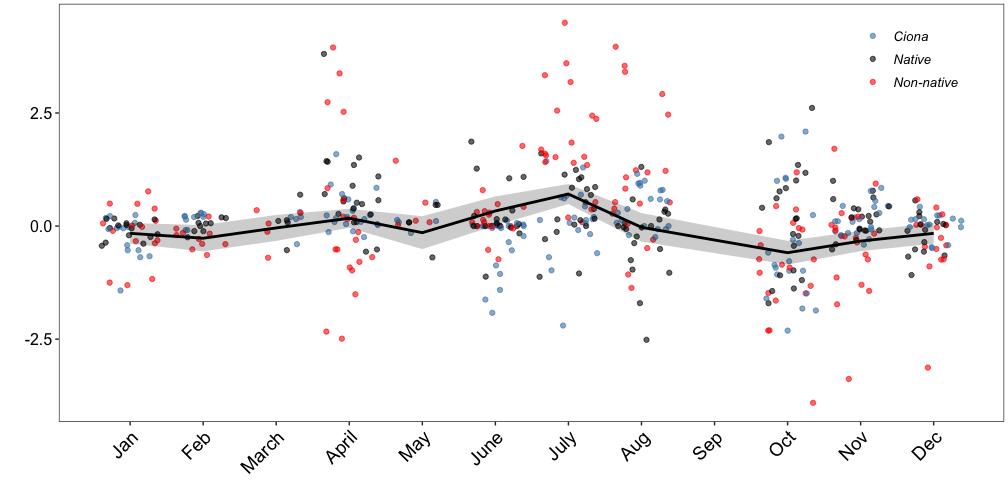 Ciona
Native
Non-native
2.5
0.0
-2.5
Jan
Feb
March
April
May
June
July
Aug
Sep
Oct
Nov
Dec